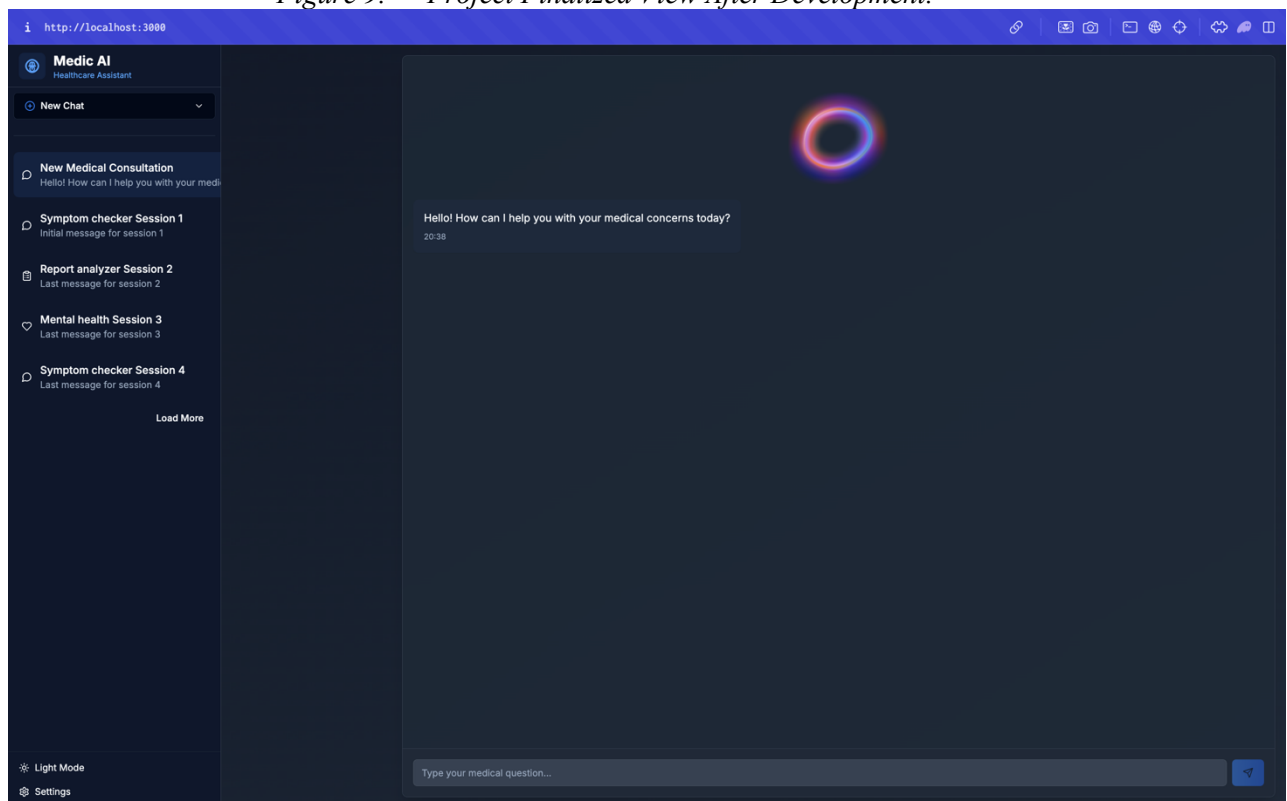 Figure 9. Project Finalized View After Development.
http://localhost:3000
Medic AI
Healthcare Assistant
New Chat
New Medical Consultation
Hello! How can I help you with your medi
Symptom checker Session 1
Initial message for session 1
Report analyzer Session 2
Last message for session 2
Mental health Session 3
Last message for session 3
Symptom checker Session 4
Last message for session 4
Load More
Light Mode
Settings
Hello! How can I help you with your medical concerns today?
20:38
Type your medical question...